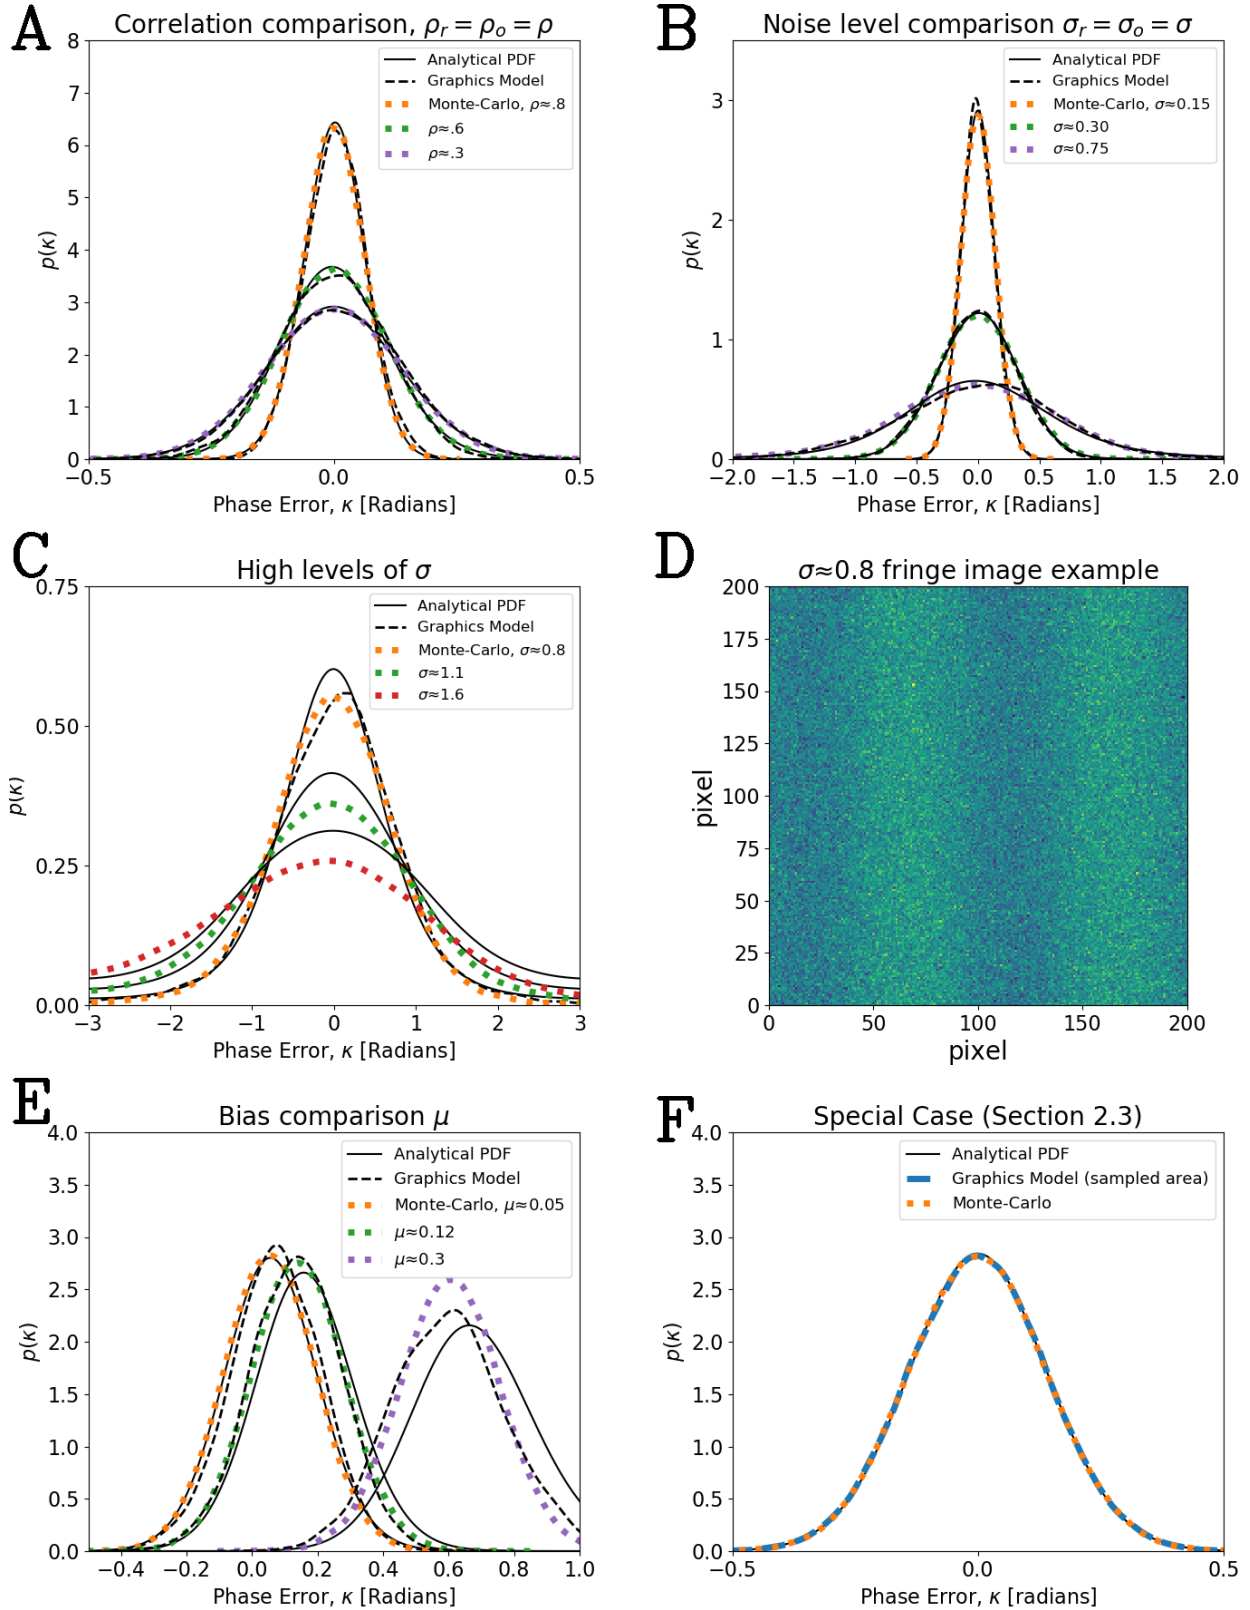 A
Correlation comparison, ρr = ρo = ρ
8
7
6
5
4
3
2
1
0
p(κ)
Analytical PDF
Graphics Model
Monte-Carlo, ρ≈.8
ρ≈.6
ρ≈.3
−0.5
0.0
0.5
Phase Error, κ [Radians]
B
Noise level comparison σr = σo = σ
3
2
1
0
p(κ)
Analytical PDF
Graphics Model
Monte-Carlo, σ≈0.15
σ≈0.30
σ≈0.75
−2.0 −1.5 −1.0 −0.5 0.0 0.5 1.0 1.5 2.0
Phase Error, κ [Radians]
C
High levels of σ
0.75
0.50
0.25
0.00
p(κ)
Analytical PDF
Graphics Model
Monte-Carlo, σ≈0.8
σ≈1.1
σ≈1.6
−3 −2 −1 0 1 2 3
Phase Error, κ [Radians]
D
σ≈0.8 fringe image example
200
175
150
125
100
75
50
25
0
pixel
0 50 100 150 200
pixel
E
Bias comparison μ
4.0
3.5
3.0
2.5
2.0
1.5
1.0
0.5
0.0
p(κ)
Analytical PDF
Graphics Model
Monte-Carlo, μ≈0.05
μ≈0.12
μ≈0.3
−0.4 −0.2 0.0 0.2 0.4 0.6 0.8 1.0
Phase Error, κ [Radians]
F
Special Case (Section 2.3)
4.0
3.5
3.0
2.5
2.0
1.5
1.0
0.5
0.0
p(κ)
Analytical PDF
Graphics Model (sampled area)
Monte-Carlo
−0.5 0.0 0.5
Phase Error, κ [radians]